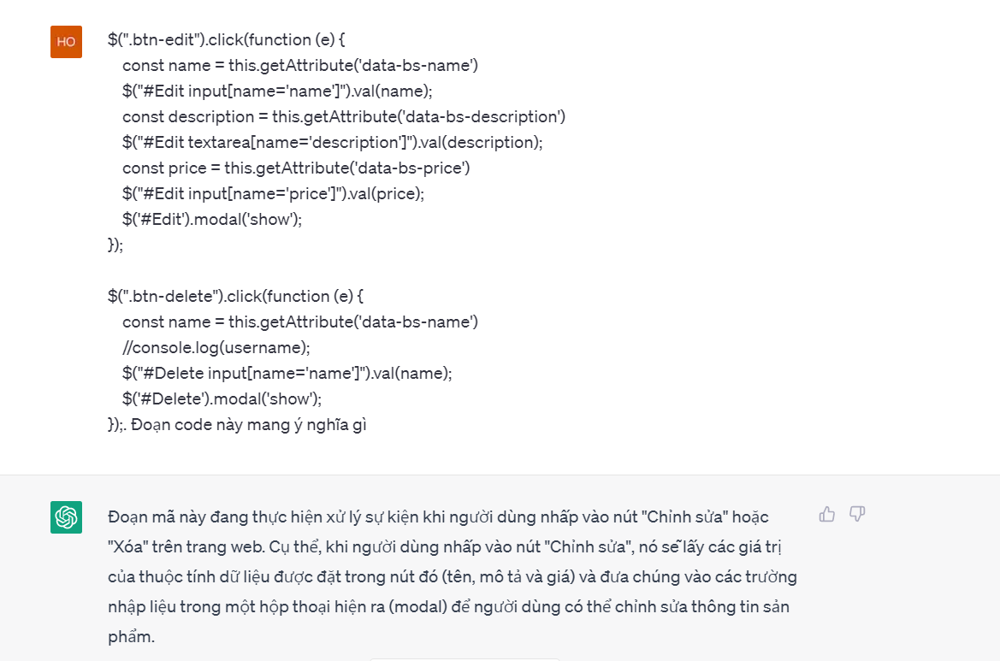 HO
$(".btn-edit").click(function (e) {
const name = this.getAttribute('data-bs-name')
$("#Edit input[name='name']").val(name);
const description = this.getAttribute('data-bs-description')
$("#Edit textarea[name='description']").val(description);
const price = this.getAttribute('data-bs-price')
$("#Edit input[name='price']").val(price);
$('#Edit').modal('show');
});
$(".btn-delete").click(function (e) {
const name = this.getAttribute('data-bs-name')
//console.log(username);
$("#Delete input[name='name']").val(name);
$('#Delete').modal('show');
});. Đoạn code này mang ý nghĩa gì
Đoạn mã này đang thực hiện xử lý sự kiện khi người dùng nhấp vào nút "Chỉnh sửa" hoặc
"Xóa" trên trang web. Cụ thể, khi người dùng nhấp vào nút "Chỉnh sửa", nó sẽ lấy các giá trị
của thuộc tính dữ liệu được đặt trong nút đó (tên, mô tả và giá) và đưa chúng vào các trường
nhập liệu trong một hộp thoại hiện ra (modal) để người dùng có thể chỉnh sửa thông tin sản
phẩm.